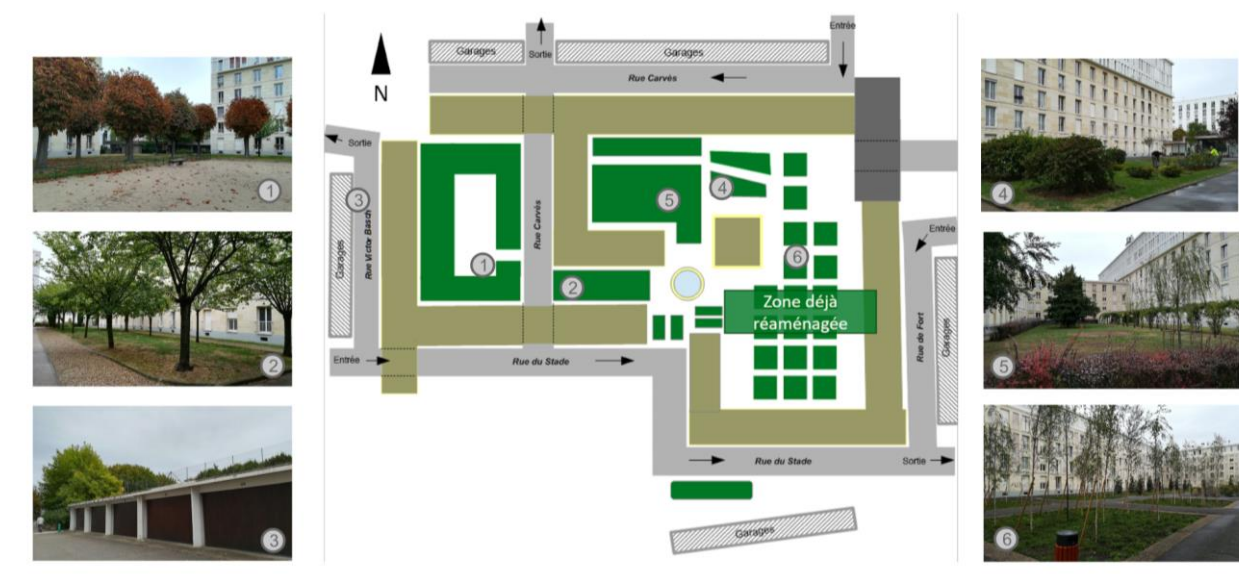 1
2
3
N
Garages
Sortie
Garages
Entrée
Rue Carvès
Sortie
3
Garages
Rue Victor Basch
1
Rue Carvès
2
5
4
6
Zone déjà
réaménagée
Entrée
Rue de Fort
Garages
Entrée
Rue du Stade
Rue du Stade
Sortie
Garages
4
5
6